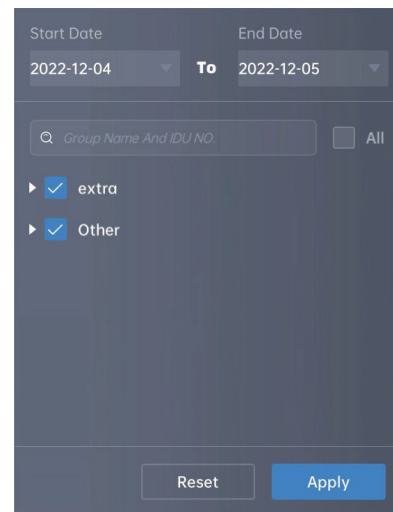 Start Date End Date
2022-12-04 To 2022-12-05
Group Name And IDU NO.
All
extra
Other
Reset Apply